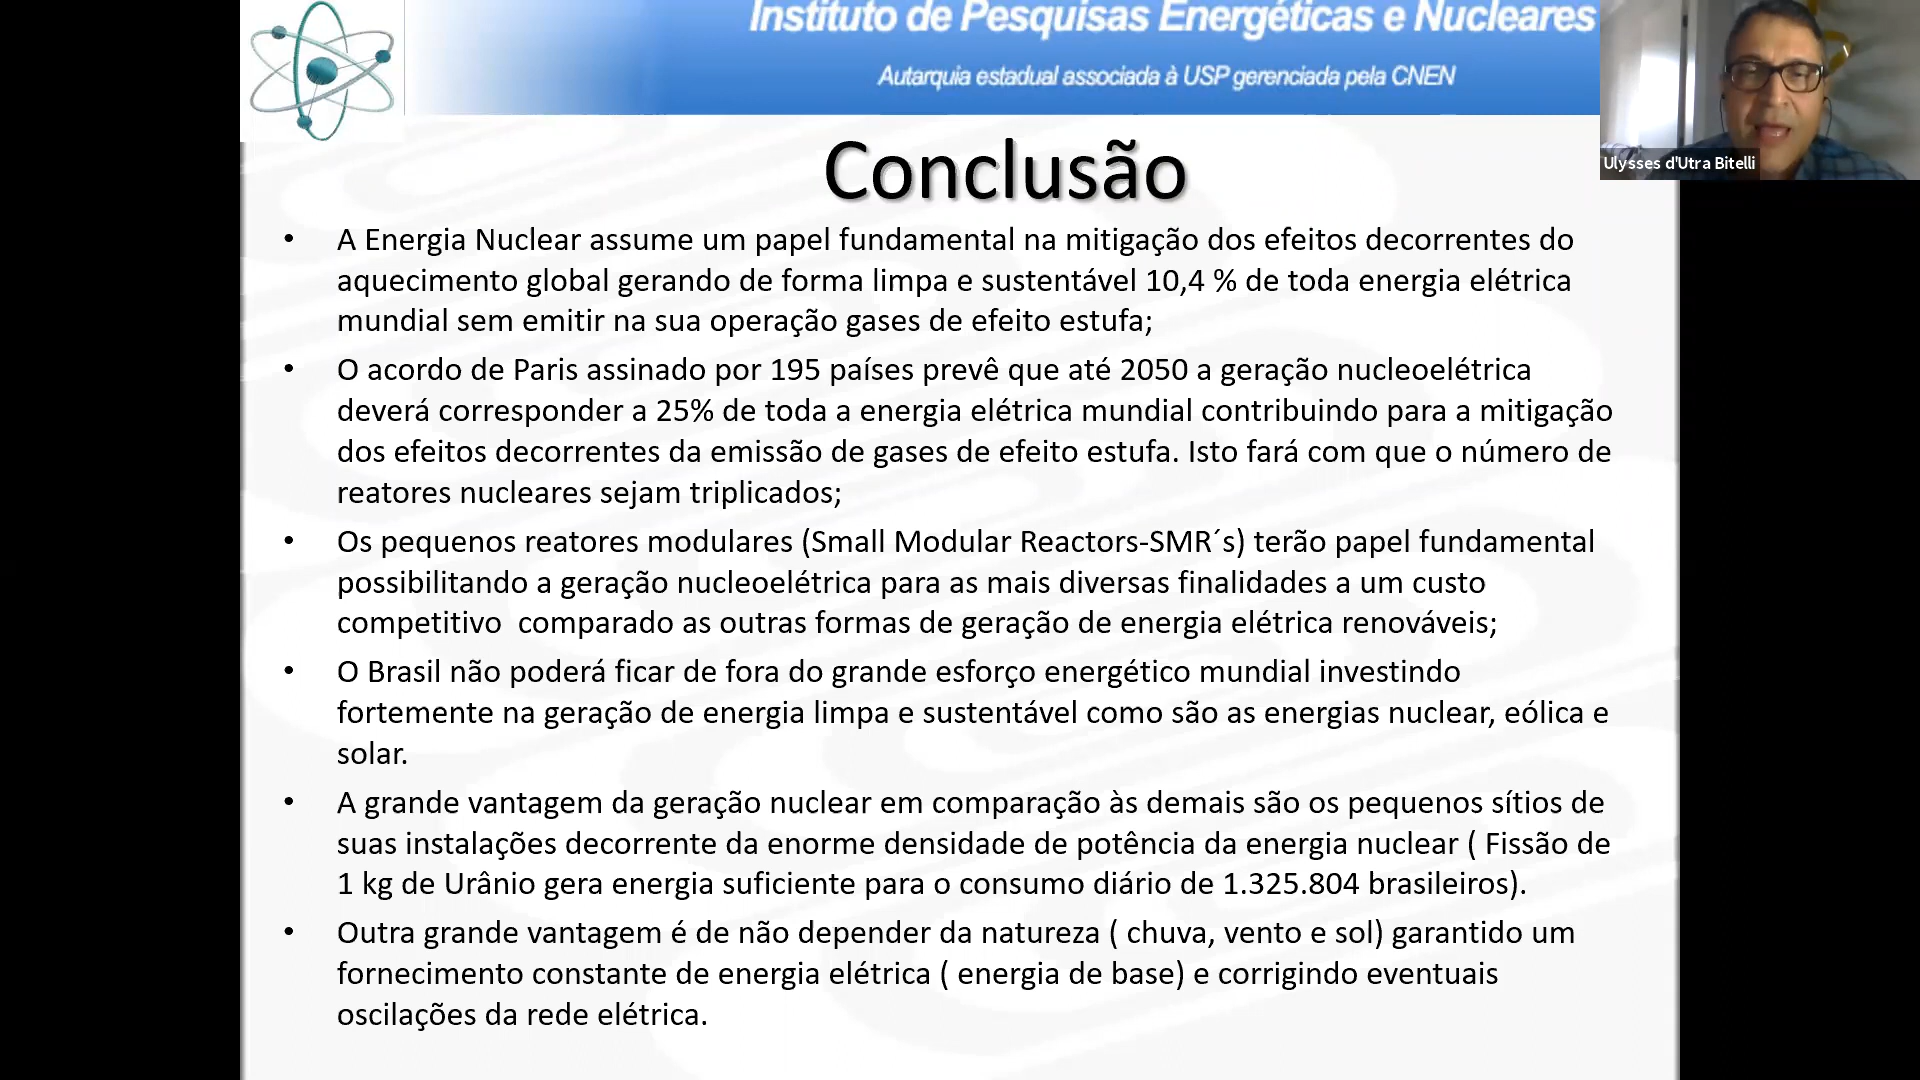 Instituto de Pesquisas Energéticas e Nucleares
Autarquia estadual associada à USP gerenciada pela CNEN
Ulysses d'Utra Bitelli
Conclusão
• A Energia Nuclear assume um papel fundamental na mitigação dos efeitos decorrentes do
aquecimento global gerando de forma limpa e sustentável 10,4 % de toda energia elétrica
mundial sem emitir na sua operação gases de efeito estufa;
• O acordo de Paris assinado por 195 países prevê que até 2050 a geração nucleoelétrica
deverá corresponder a 25% de toda a energia elétrica mundial contribuindo para a mitigação
dos efeitos decorrentes da emissão de gases de efeito estufa. Isto fará com que o número de
reatores nucleares sejam triplicados;
• Os pequenos reatores modulares (Small Modular Reactors-SMR´s) terão papel fundamental
possibilitando a geração nucleoelétrica para as mais diversas finalidades a um custo
competitivo  comparado as outras formas de geração de energia elétrica renováveis;
• O Brasil não poderá ficar de fora do grande esforço energético mundial investindo
fortemente na geração de energia limpa e sustentável como são as energias nuclear, eólica e
solar.
• A grande vantagem da geração nuclear em comparação às demais são os pequenos sítios de
suas instalações decorrente da enorme densidade de potência da energia nuclear ( Fissão de
1 kg de Urânio gera energia suficiente para o consumo diário de 1.325.804 brasileiros).
• Outra grande vantagem é de não depender da natureza ( chuva, vento e sol) garantido um
fornecimento constante de energia elétrica ( energia de base) e corrigindo eventuais
oscilações da rede elétrica.